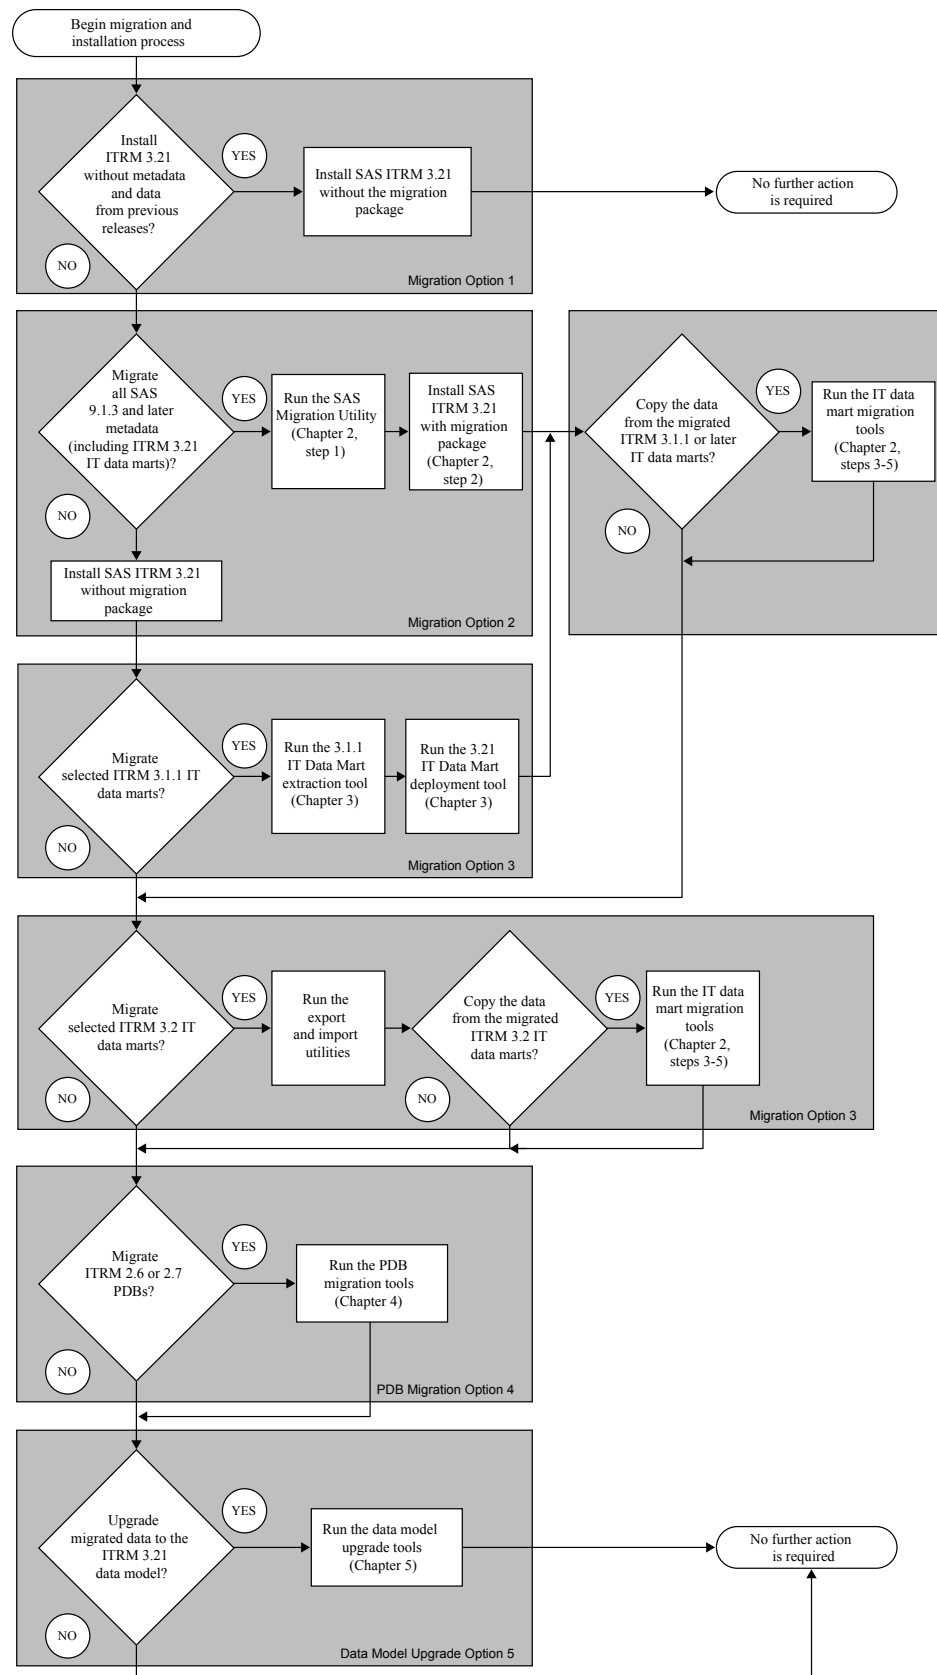 Begin migration and
installation process
Install
ITRM 3.21
without metadata
and data
from previous
releases?
YES
Install SAS ITRM 3.21
without the migration
package
No further action
is required
NO
Migration Option 1
Migrate
all SAS
9.1.3 and later
metadata
(including ITRM 3.21
IT data marts)?
YES
Run the SAS
Migration Utility
(Chapter 2,
step 1)
Install SAS
ITRM 3.21
with migration
package
(Chapter 2,
step 2)
Copy the data
from the migrated
ITRM 3.1.1 or later
IT data marts?
YES
Run the IT data
mart migration
tools
(Chapter 2,
steps 3-5)
NO
NO
Install SAS ITRM 3.21
without migration
package
Migration Option 2
Migrate
selected ITRM 3.1.1 IT
data marts?
YES
Run the 3.1.1
IT Data Mart
extraction tool
(Chapter 3)
Run the 3.21
IT Data Mart
deployment tool
(Chapter 3)
NO
Migration Option 3
Migrate
selected ITRM 3.2 IT
data marts?
YES
Run the
export
and import
utilities
Copy the data
from the migrated
ITRM 3.2 IT
data marts?
YES
Run the IT data
mart migration
tools
(Chapter 2,
steps 3-5)
NO
NO
Migration Option 3
Migrate
ITRM 2.6 or 2.7
PDBs?
YES
Run the PDB
migration tools
(Chapter 4)
NO
PDB Migration Option 4
Upgrade
migrated data to the
ITRM 3.21
data model?
YES
Run the data model
upgrade tools
(Chapter 5)
No further action
is required
NO
Data Model Upgrade Option 5